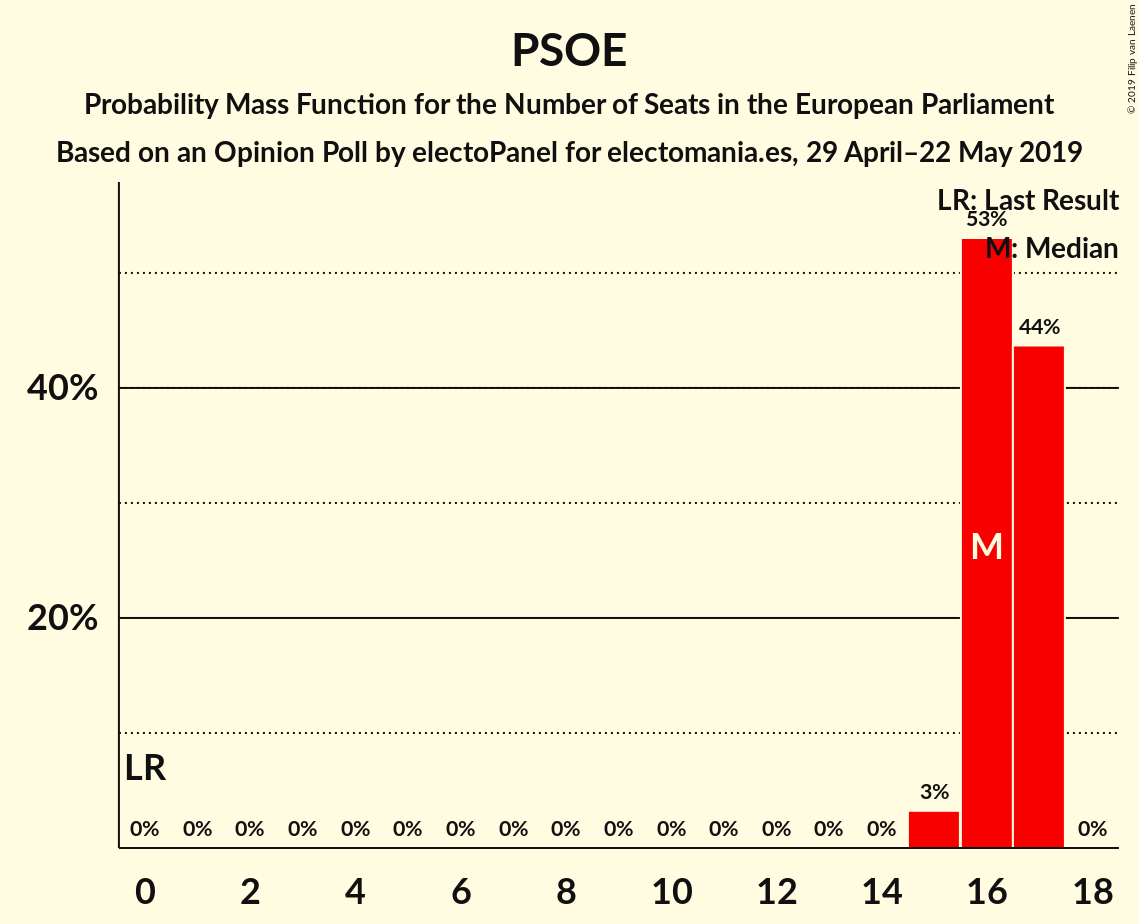 PSOE
Probability Mass Function for the Number of Seats in the European Parliament
Based on an Opinion Poll by electoPanel for electomania.es, 29 April–22 May 2019
© 2019 Filip van Laenen
LR: Last Result
M: Median
53%
44%
40%
M
20%
LR
3%
0% 0% 0% 0% 0% 0% 0% 0% 0% 0% 0% 0% 0% 0% 0% 0%
0 2 4 6 8 10 12 14 16 18